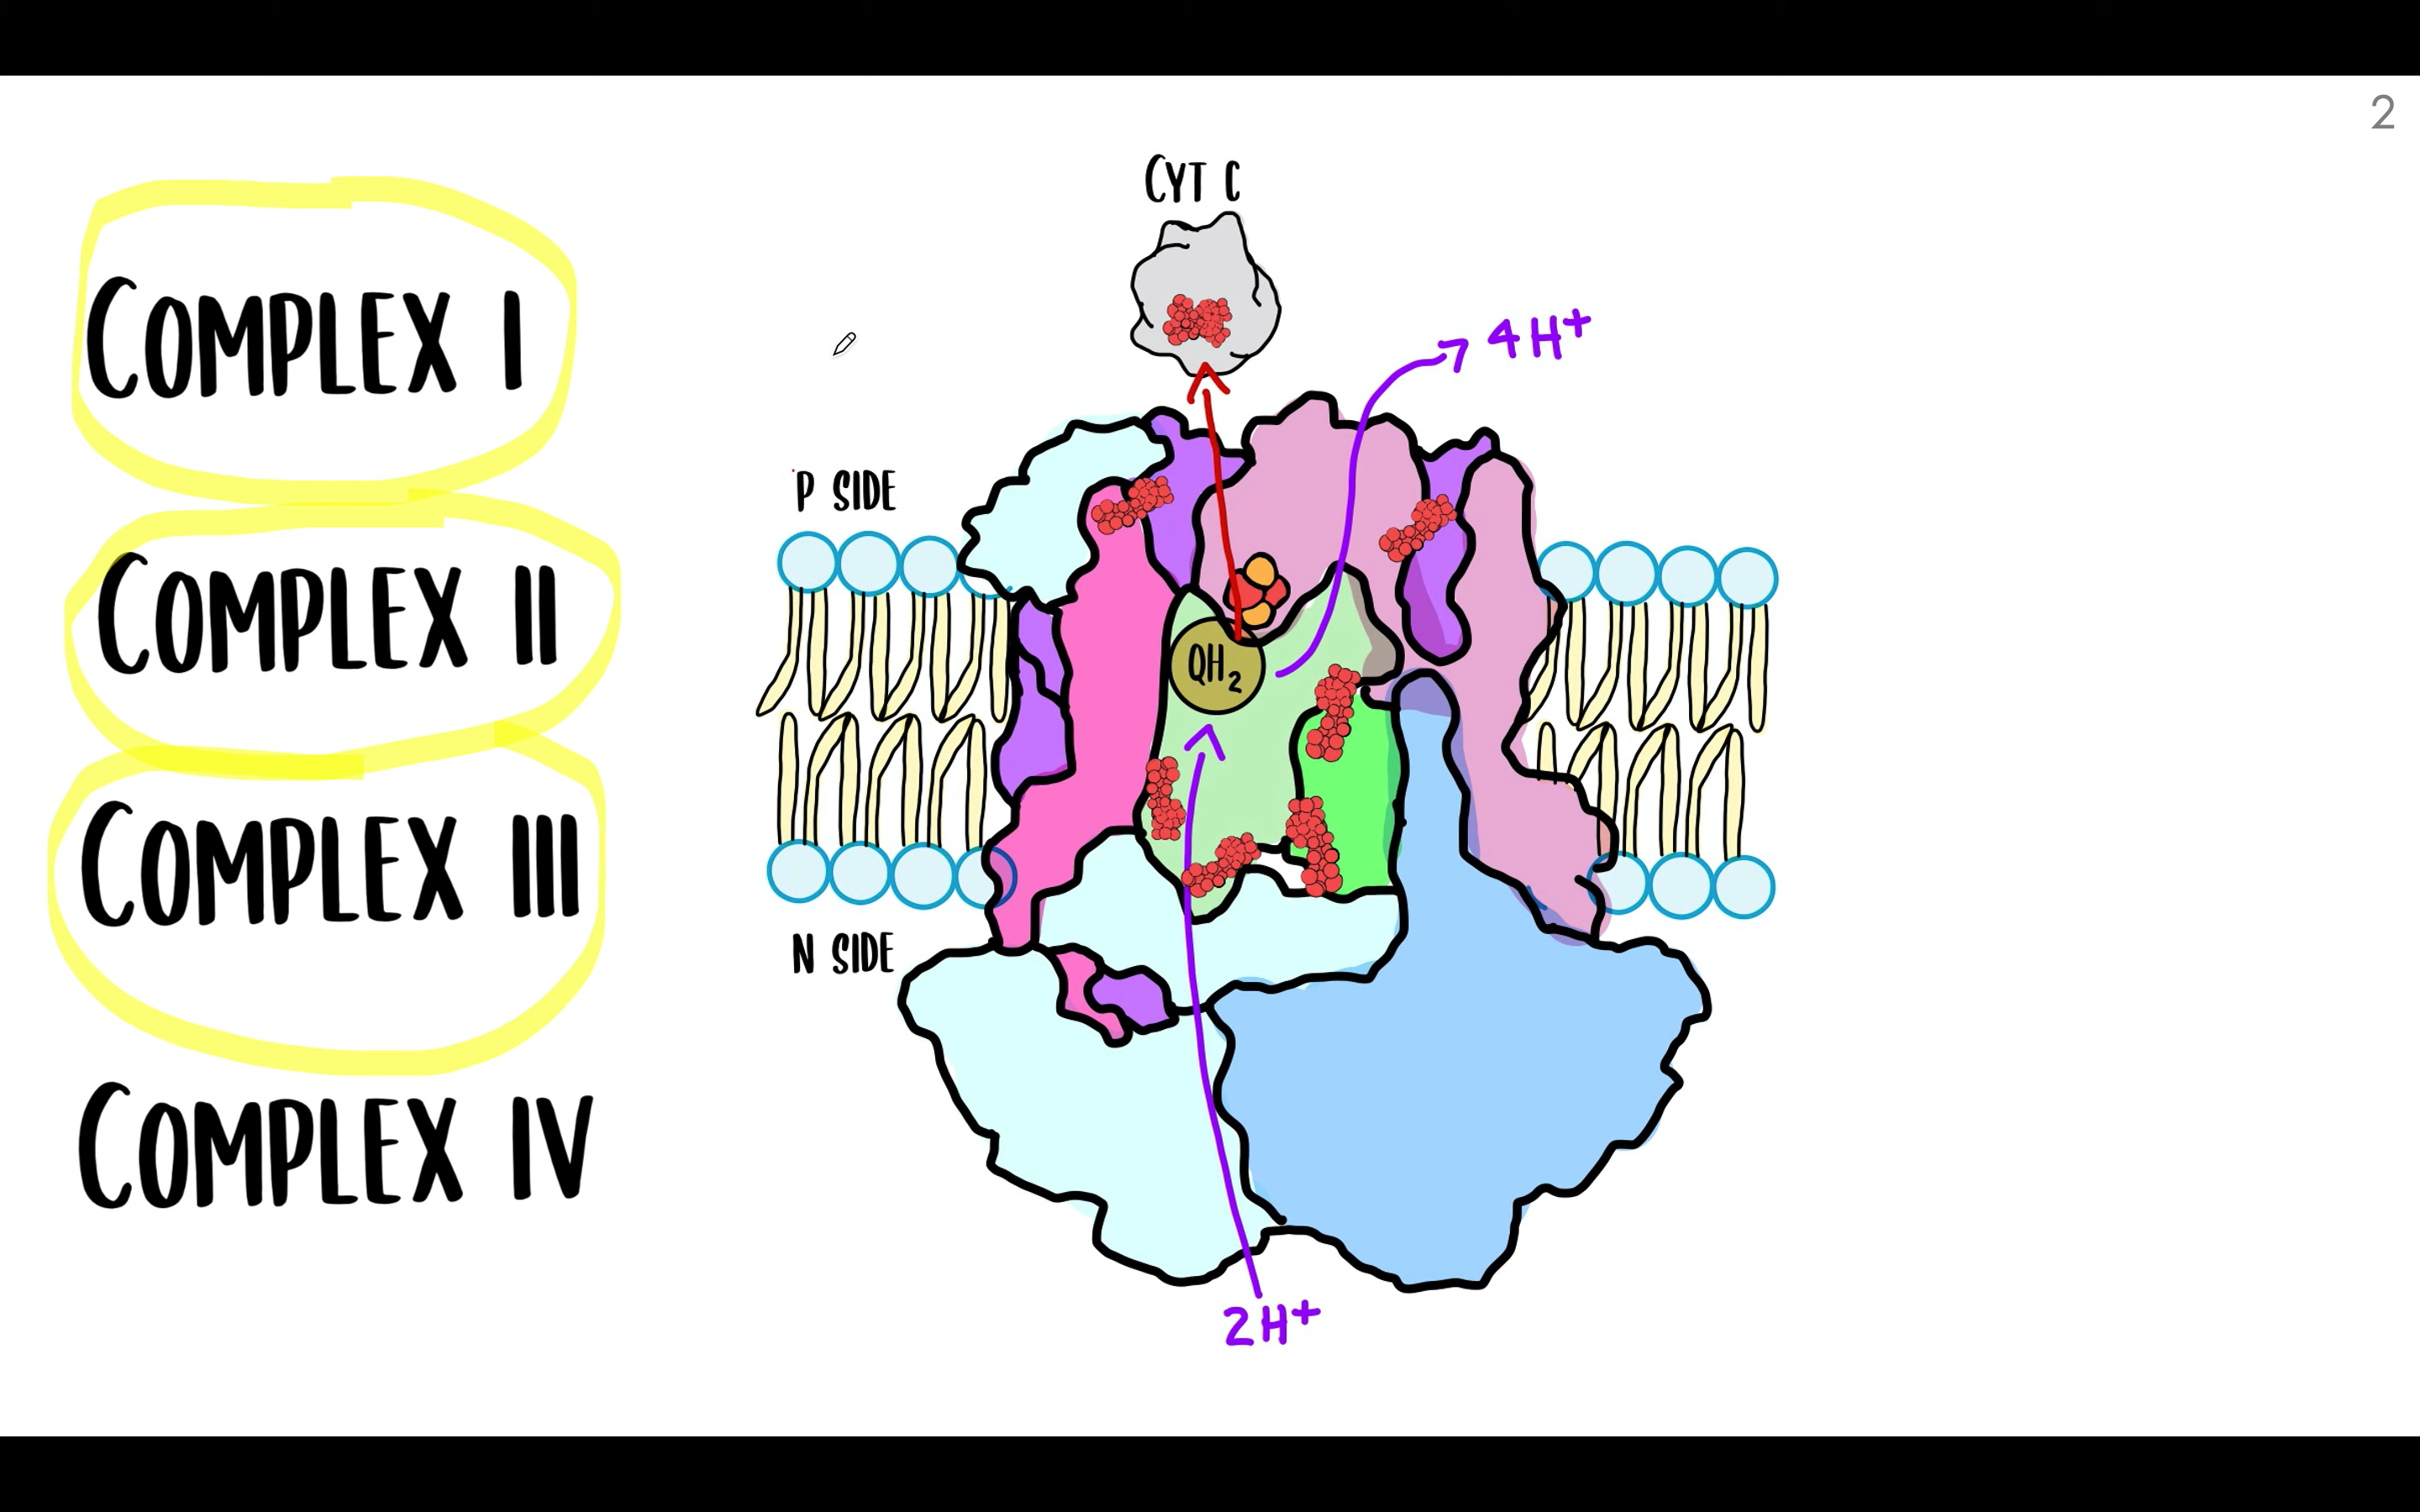 2
COMPLEX I
COMPLEX II
COMPLEX III
COMPLEX IV
CYT C
4H⁺
P SIDE
QH₂
N SIDE
2H⁺